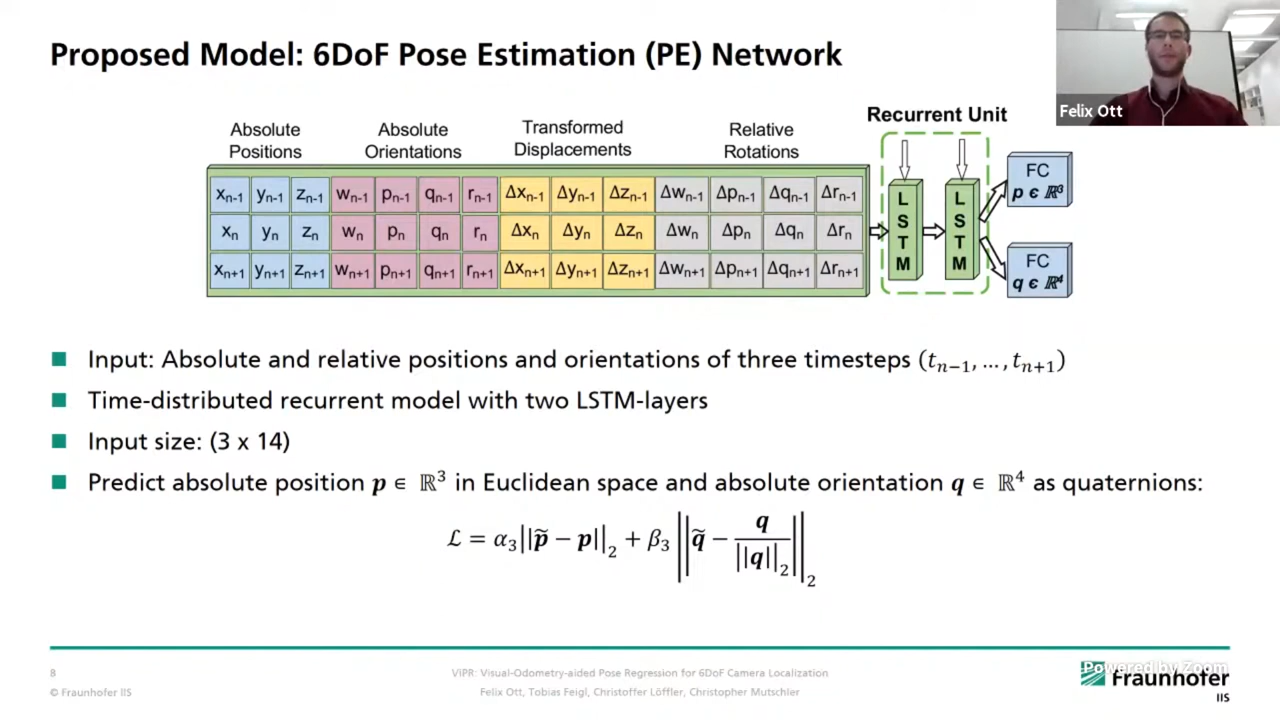 Proposed Model: 6DoF Pose Estimation (PE) Network
Felix Ott
Absolute Positions
Absolute Orientations
Transformed Displacements
Relative Rotations
Recurrent Unit
xₙ₋₁ yₙ₋₁ zₙ₋₁ wₙ₋₁ pₙ₋₁ qₙ₋₁ rₙ₋₁ Δxₙ₋₁ Δyₙ₋₁ Δzₙ₋₁ Δwₙ₋₁ Δpₙ₋₁ Δqₙ₋₁ Δrₙ₋₁
xₙ yₙ zₙ wₙ pₙ qₙ rₙ Δxₙ Δyₙ Δzₙ Δwₙ Δpₙ Δqₙ Δrₙ
xₙ₊₁ yₙ₊₁ zₙ₊₁ wₙ₊₁ pₙ₊₁ qₙ₊₁ rₙ₊₁ Δxₙ₊₁ Δyₙ₊₁ Δzₙ₊₁ Δwₙ₊₁ Δpₙ₊₁ Δqₙ₊₁ Δrₙ₊₁
LSTM
LSTM
FC
p ϵ ℝ³
FC
q ϵ ℝ⁴
■ Input: Absolute and relative positions and orientations of three timesteps (tₙ₋₁, …, tₙ₊₁)
■ Time-distributed recurrent model with two LSTM-layers
■ Input size: (3 x 14)
■ Predict absolute position p ∈ ℝ³ in Euclidean space and absolute orientation q ∈ ℝ⁴ as quaternions:
ℒ = α₃||p̃ − p||₂ + β₃||q̃ − q/||q||₂||₂
8
VIPR: Visual-Odometry-aided Pose Regression for 6DoF Camera Localization
© Fraunhofer IIS
Felix Ott, Tobias Feigl, Christoffer Löffler, Christopher Mutschler
Powered by Zoom
Fraunhofer
IIS